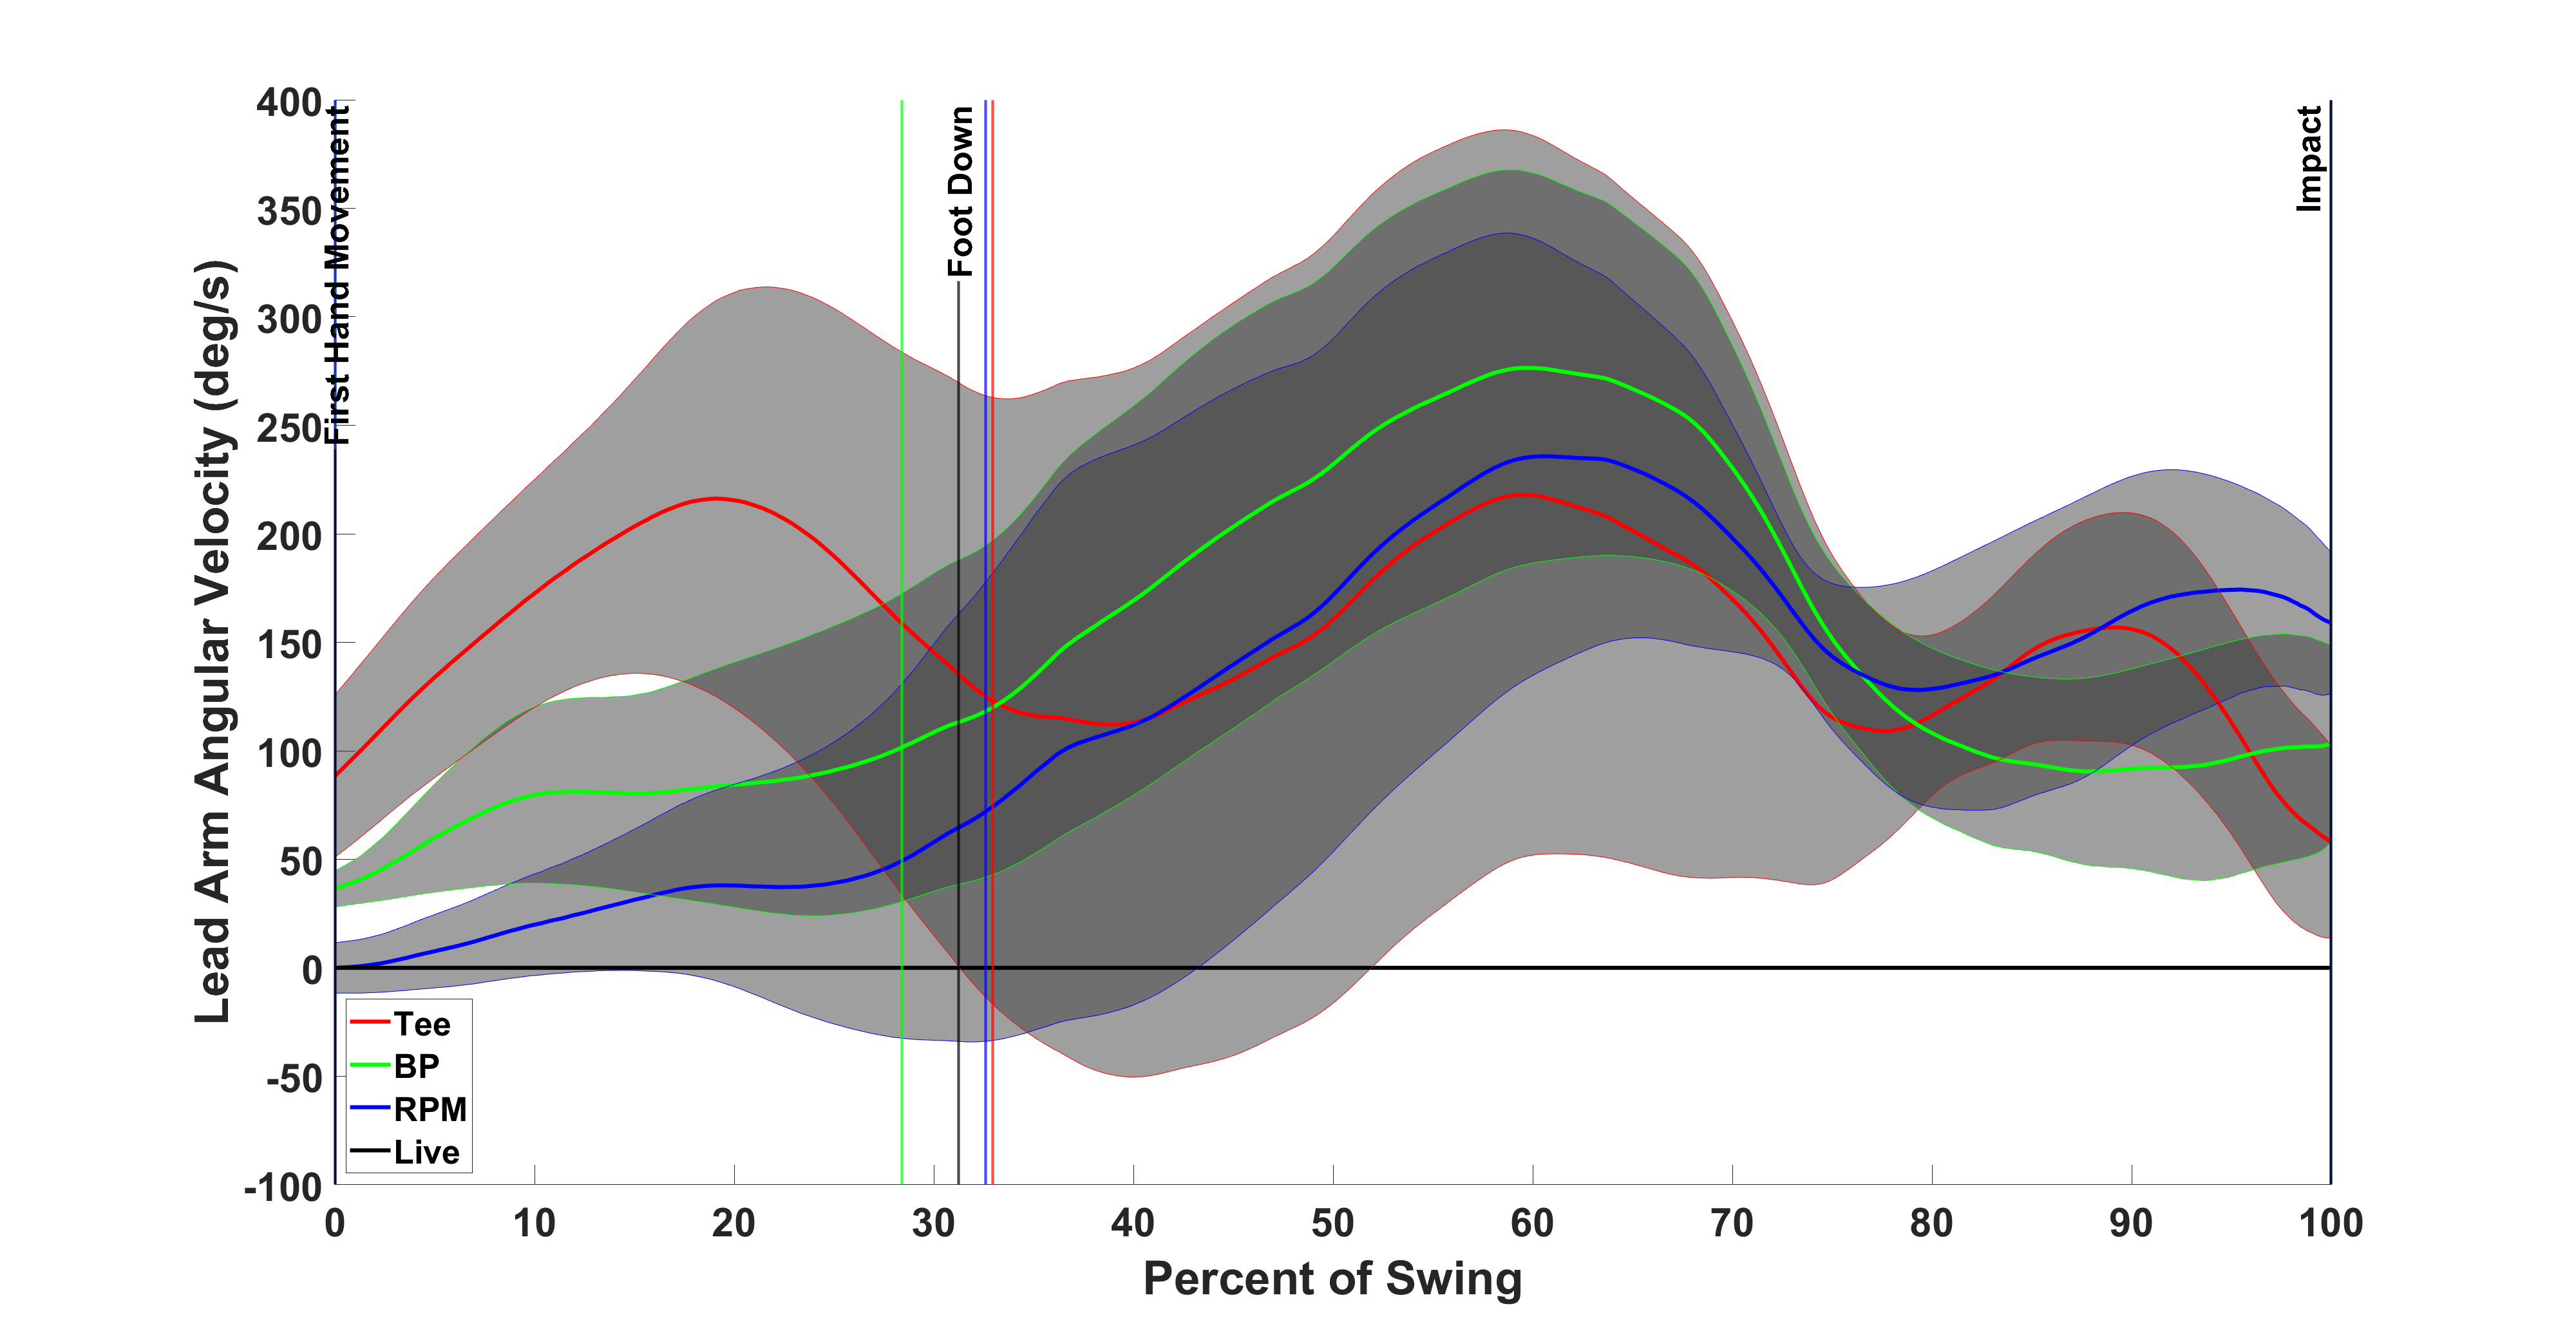 400
350
300
250
200
150
100
50
0
-50
-100
Lead Arm Angular Velocity (deg/s)
First Hand Movement
Foot Down
Impact
Tee
BP
RPM
Live
0 10 20 30 40 50 60 70 80 90 100
Percent of Swing